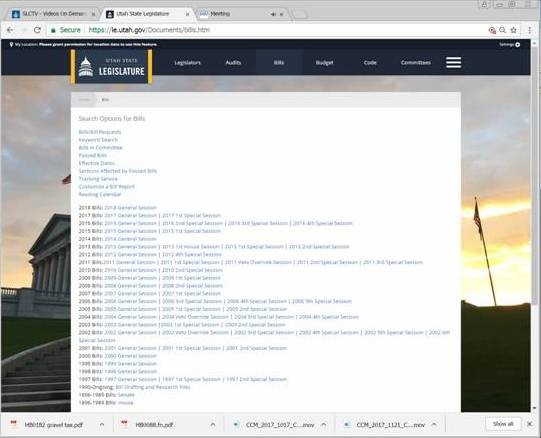 SLCTV - Videos | On Deman
Utah State Legislature
Meeting
Secure
https://le.utah.gov/Documents/bills.htm
My Location: Please grant permission for location data to use this feature.
Settings
UTAH STATE
LEGISLATURE
Legislators
Audits
Bills
Budget
Code
Committees
Bills
Search Options for Bills
Bills/Bill Requests
Keyword Search
Bills in Committee
Passed Bills
Effective Dates
Sections Affected by Passed Bills
Tracking Service
Customize a Bill Report
Reading Calendar
2018 Bills: 2018 General Session
2017 Bills: 2017 General Session | 2017 1st Special Session
2016 Bills: 2016 General Session | 2016 2nd Special Session | 2016 3rd Special Session | 2016 4th Special Session
2015 Bills: 2015 General Session | 2015 1st Special Session
2014 Bills: 2014 General Session
2013 Bills: 2013 General Session | 2013 1st House Session | 2013 1st Special Session | 2013 2nd Special Session
2012 Bills: 2012 General Session | 2012 4th Special Session
2011 Bills: 2011 General Session | 2011 1st Special Session | 2011 Veto Override Session | 2011 2nd Special Session | 2011 3rd Special Session
2010 Bills: 2010 General Session | 2010 2nd Special Session
2009 Bills: 2009 General Session | 2009 1st Special Session
2008 Bills: 2008 General Session | 2008 2nd Special Session
2007 Bills: 2007 General Session | 2007 1st Special Session
2006 Bills: 2006 General Session | 2006 3rd Special Session | 2006 4th Special Session | 2006 5th Special Session
2005 Bills: 2005 General Session | 2005 1st Special Session | 2005 2nd Special Session
2004 Bills: 2004 General Session | 2004 Veto Override Session | 2004 3rd Special Session | 2004 4th Special Session
2003 Bills: 2003 General Session | 2003 1st Special Session | 2003 2nd Special Session
2002 Bills: 2002 General Session | 2002 Veto Override Session | 2002 3rd Special Session | 2002 4th Special Session | 2002 5th Special Session | 2002 6th
Special Session
2001 Bills: 2001 General Session | 2001 1st Special Session | 2001 2nd Special Session
2000 Bills: 2000 General Session
1999 Bills: 1999 General Session
1998 Bills: 1998 General Session
1997 Bills: 1997 General Session | 1997 1st Special Session | 1997 2nd Special Session
1990-Ongoing: Bill Drafting and Research Files
1896-1989 Bills: Senate
1896-1989 Bills: House
HB0182 gravel tax.pdf
HB0088.fn.pdf
CCM_2017_1017_C....mov
CCM_2017_1121_C....mov
Show all